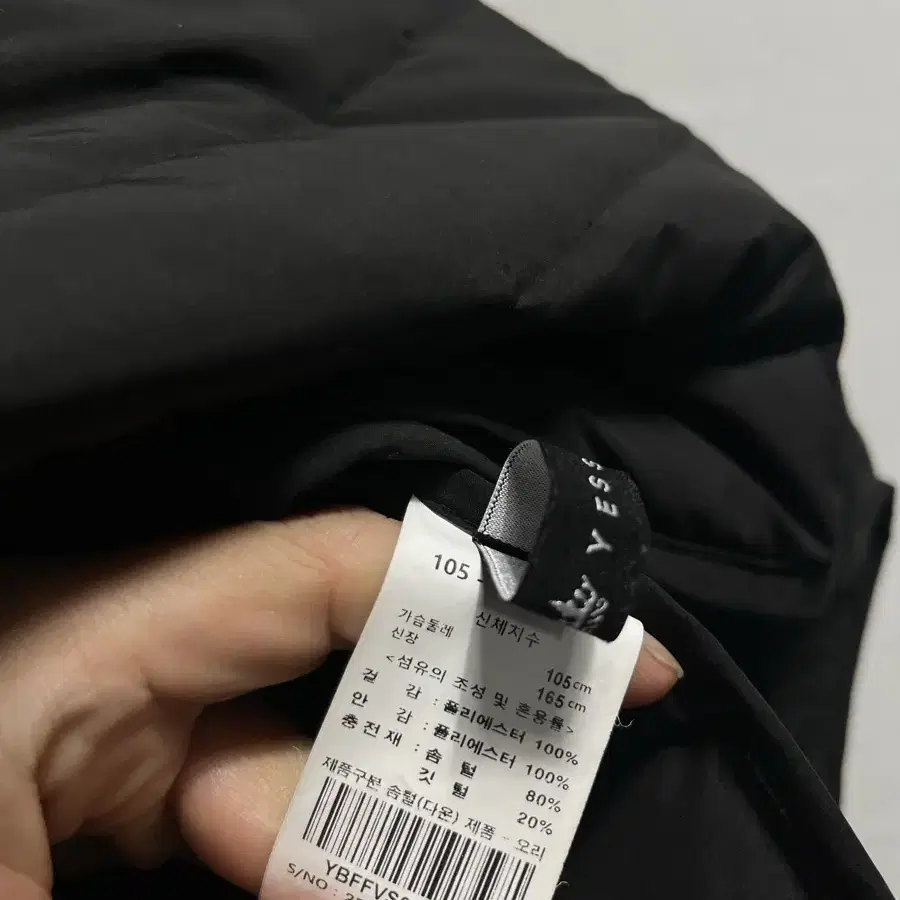 YESS
105 -
신체치수
가슴둘레 105cm
신장 165cm
<섬유의 조성 및 혼용률>
겉 감 : 폴리에스터 100%
안 감 : 폴리에스터 100%
충전재 : 솜 털 80%
깃 털 20%
제품구분 솜털(다운) 제품 - 오리
YBFFVS
S/NO : 2